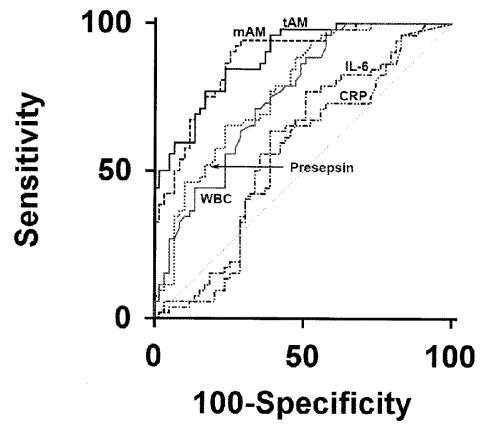 100
mAM
tAM
IL-6
CRP
50
Presepsin
WBC
0
0
50
100
Sensitivity
100-Specificity